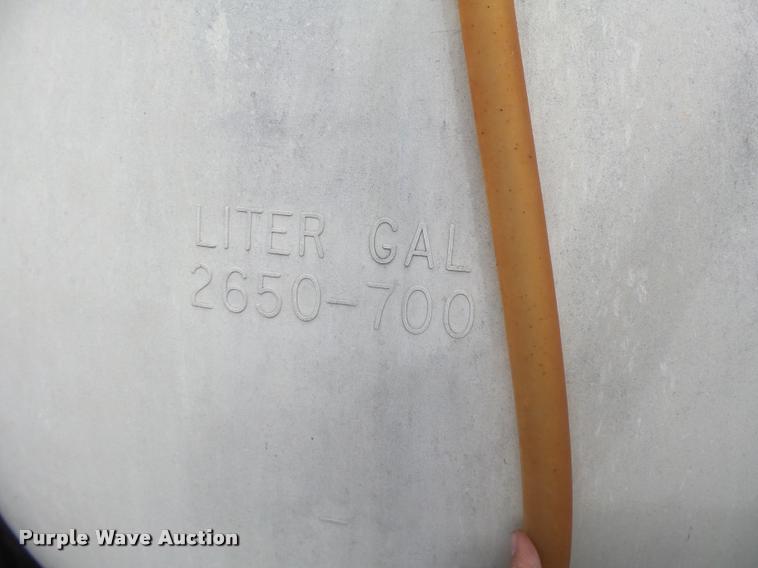 LITER GAL
2650-700
Purple Wave Auction